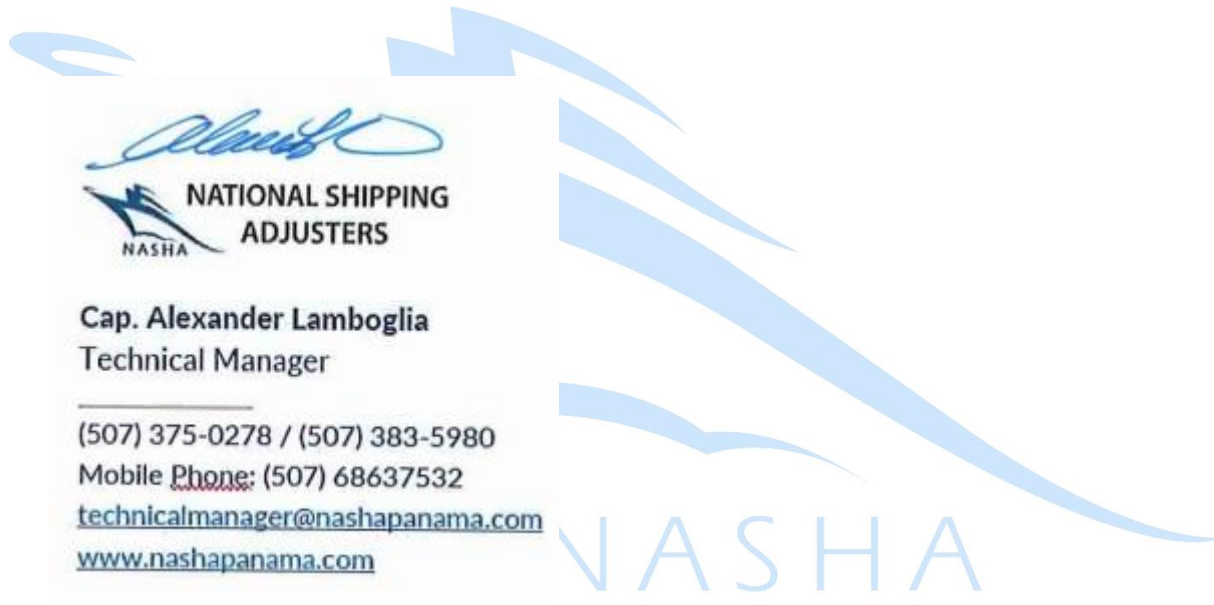 NATIONAL SHIPPING
ADJUSTERS
NASHA
Cap. Alexander Lamboglia
Technical Manager
(507) 375-0278 / (507) 383-5980
Mobile Phone: (507) 68637532
technicalmanager@nashapanama.com
www.nashapanama.com
NASHA